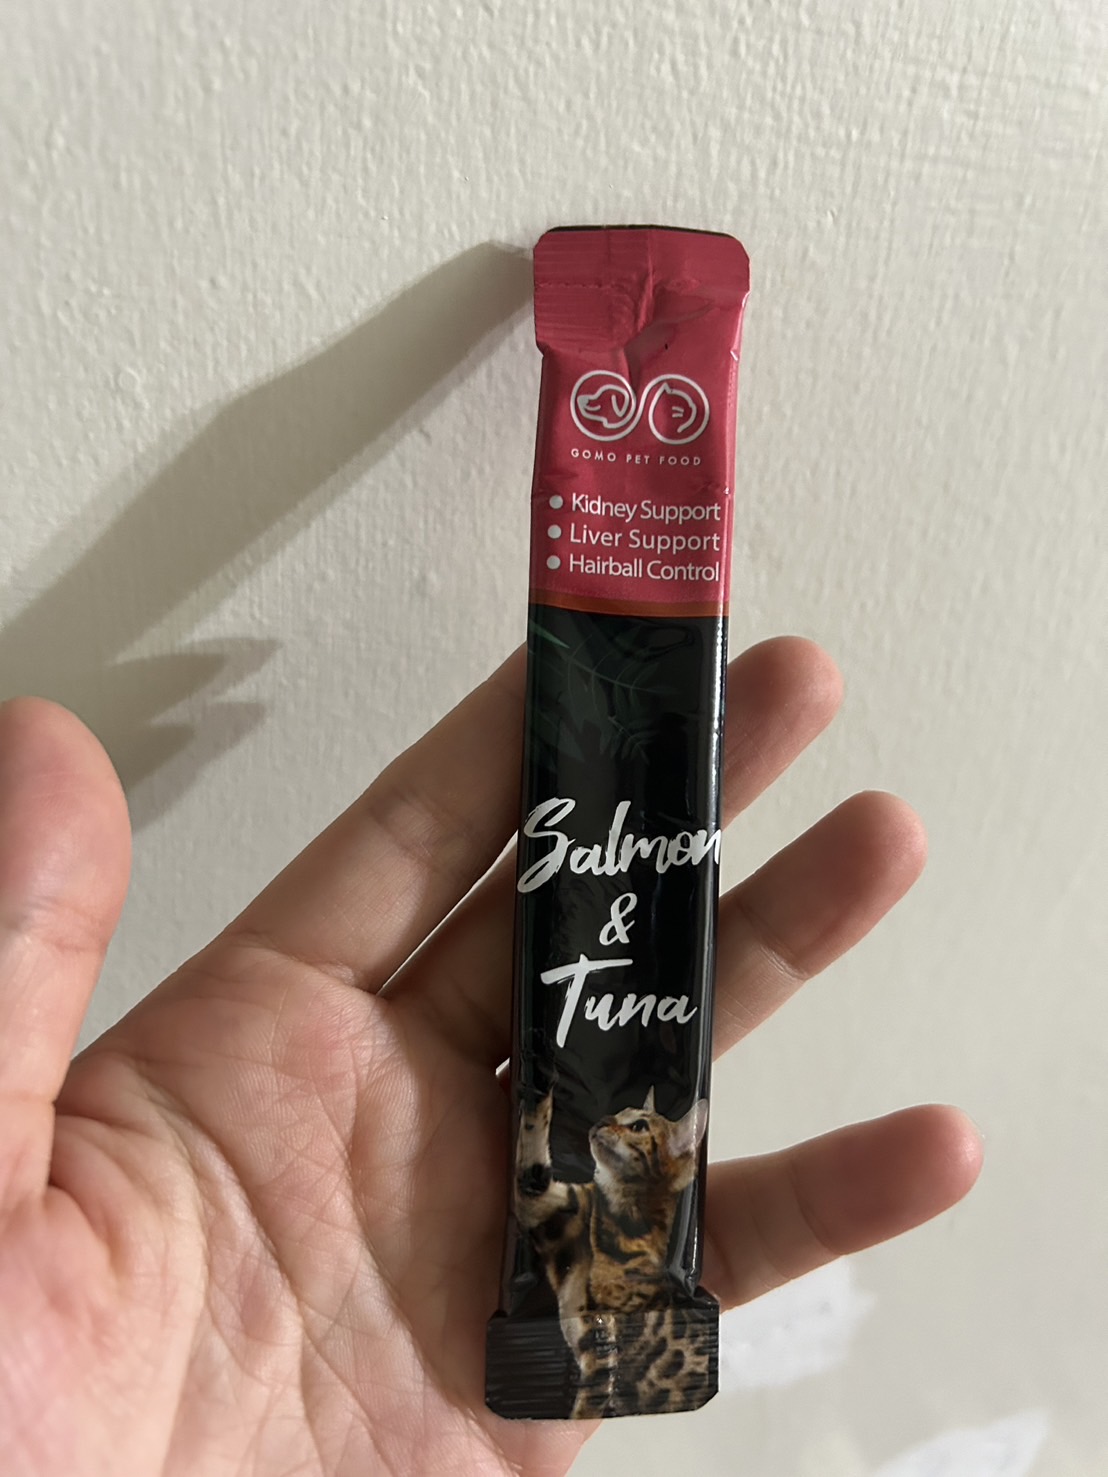 GOMO PET FOOD
● Kidney Support
● Liver Support
● Hairball Control
Salmon
&
Tuna